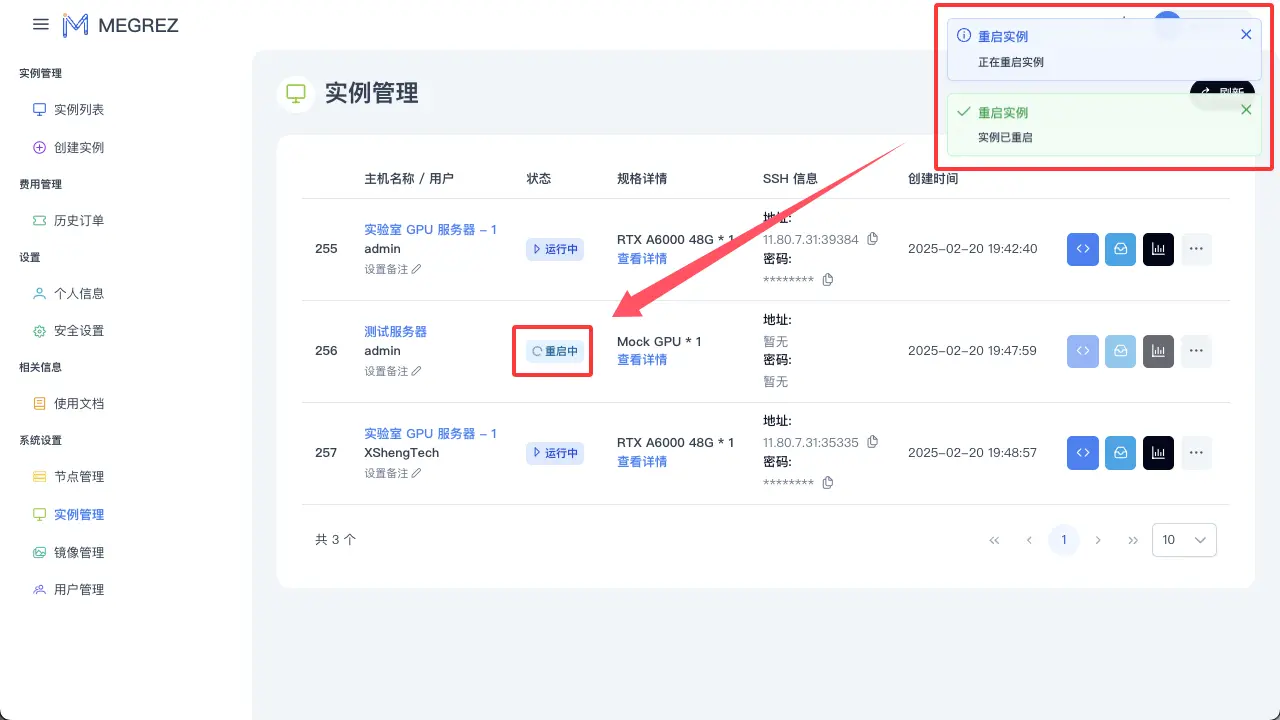 MEGREZ
实例管理
实例列表
创建实例
费用管理
历史订单
设置
个人信息
安全设置
相关信息
使用文档
系统设置
节点管理
实例管理
镜像管理
用户管理
实例管理
刷新
重启实例
正在重启实例
重启实例
实例已重启
主机名称 / 用户 状态 规格详情 SSH 信息 创建时间
255
实验室 GPU 服务器 - 1
admin
设置备注
运行中
RTX A6000 48G * 1
查看详情
地址:
11.80.7.31:39384
密码:
********
2025-02-20 19:42:40
256
测试服务器
admin
设置备注
重启中
Mock GPU * 1
查看详情
地址:
暂无
密码:
暂无
2025-02-20 19:47:59
257
实验室 GPU 服务器 - 1
XShengTech
设置备注
运行中
RTX A6000 48G * 1
查看详情
地址:
11.80.7.31:35335
密码:
********
2025-02-20 19:48:57
共 3 个
1
10